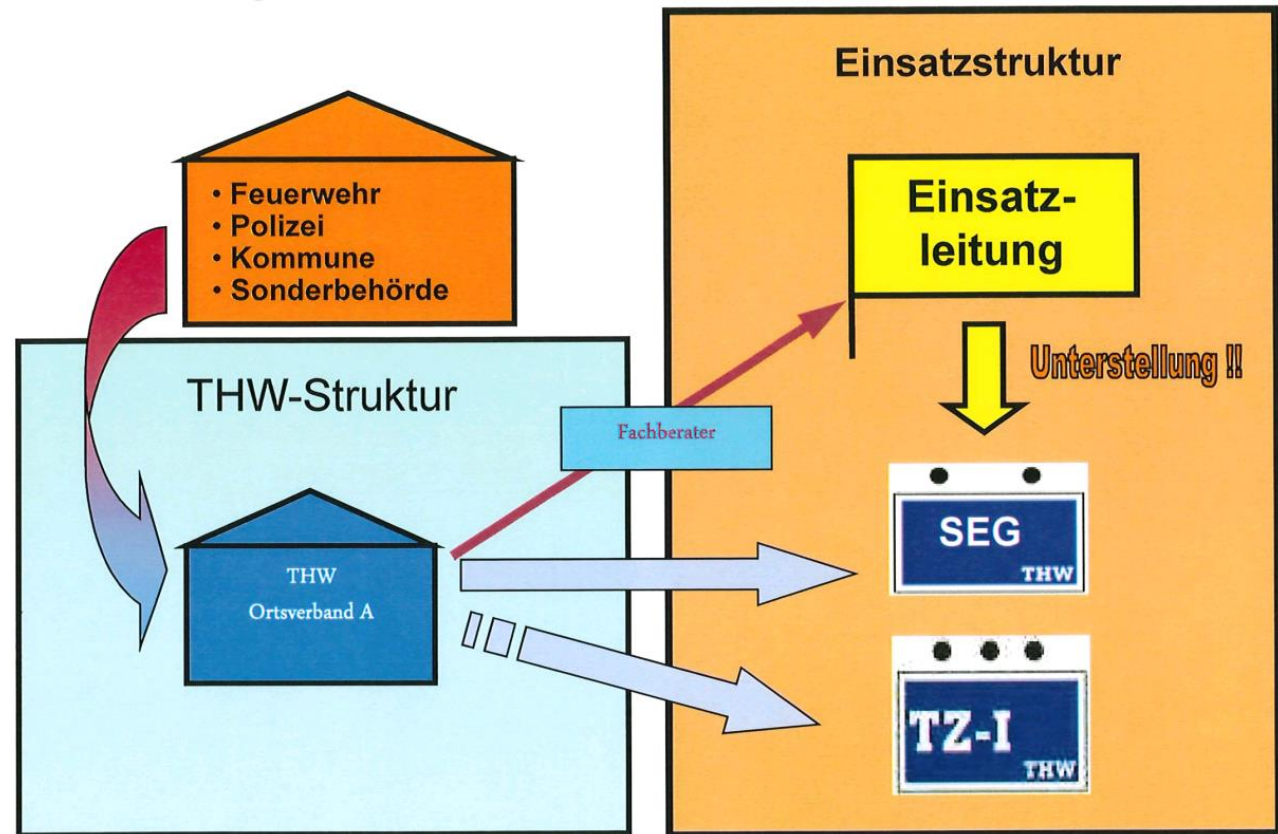 Einsatzstruktur
• Feuerwehr
• Polizei
• Kommune
• Sonderbehörde
Einsatz-
leitung
Unterstellung !!
THW-Struktur
Fachberater
THW
Ortsverband A
SEG
THW
TZ-I
THW